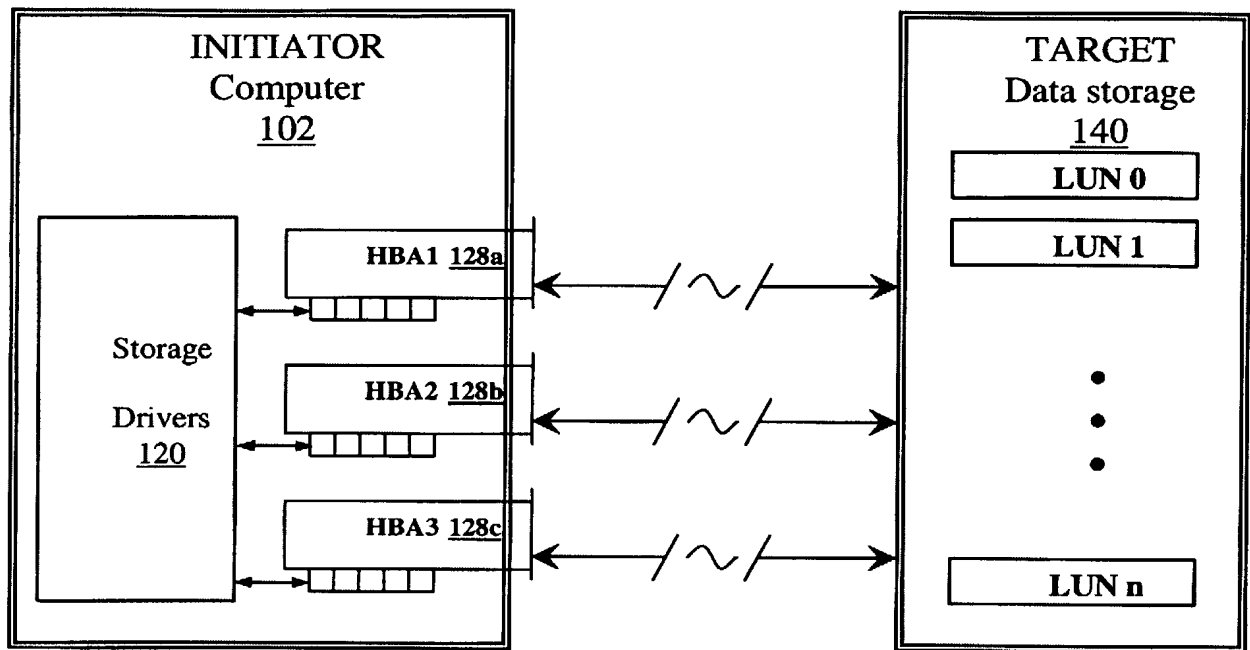 INITIATOR
Computer
102
Storage
Drivers
120
HBA1 128a
HBA2 128b
HBA3 128c
TARGET
Data storage
140
LUN 0
LUN 1
LUN n